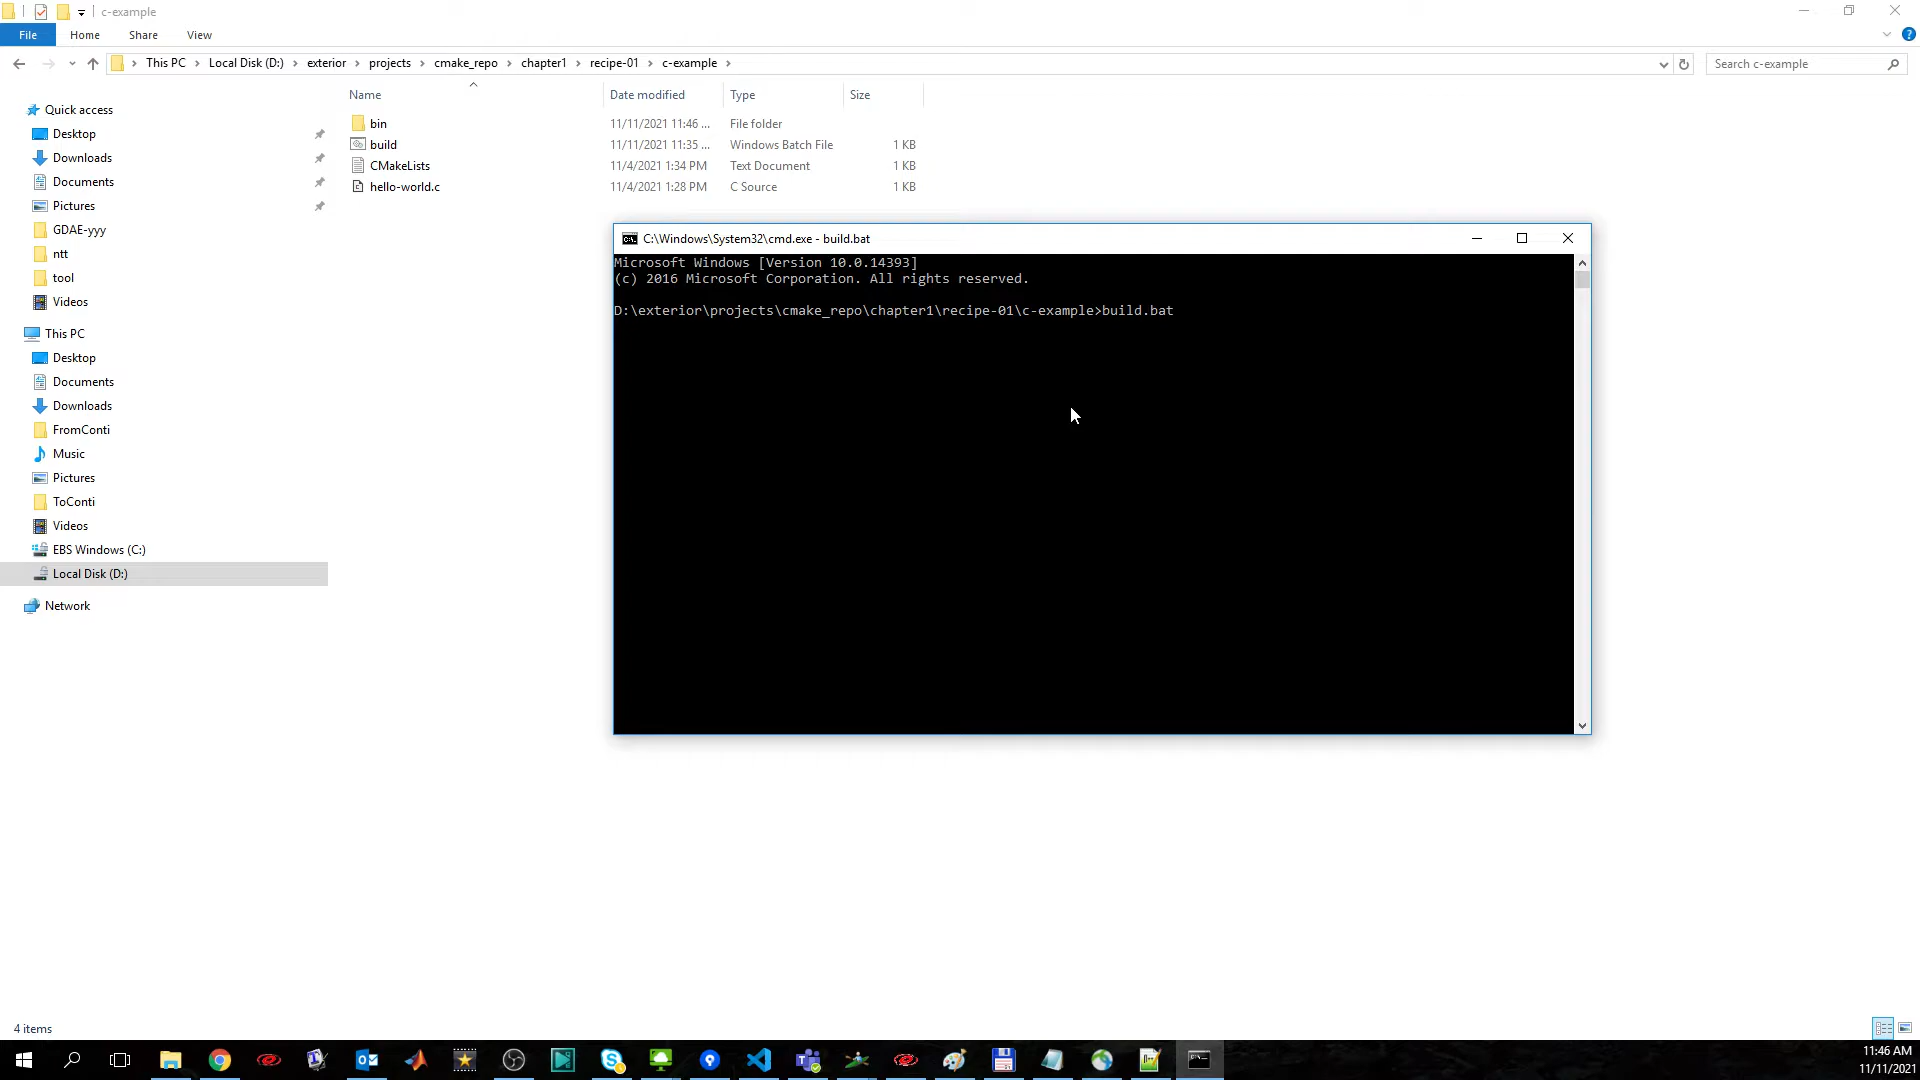 c-example
File Home Share View
This PC Local Disk (D:) exterior projects cmake_repo chapter1 recipe-01 c-example
Search c-example
Name Date modified Type Size
bin 11/11/2021 11:46 ... File folder
build 11/11/2021 11:35 ... Windows Batch File 1 KB
CMakeLists 11/4/2021 1:34 PM Text Document 1 KB
hello-world.c 11/4/2021 1:28 PM C Source 1 KB
Quick access
Desktop
Downloads
Documents
Pictures
GDAE-yyy
ntt
tool
Videos
This PC
Desktop
Documents
Downloads
FromConti
Music
Pictures
ToConti
Videos
EBS Windows (C:)
Local Disk (D:)
Network
C:\Windows\System32\cmd.exe - build.bat
Microsoft Windows [Version 10.0.14393]
(c) 2016 Microsoft Corporation. All rights reserved.
D:\exterior\projects\cmake_repo\chapter1\recipe-01\c-example>build.bat
4 items
11:46 AM
11/11/2021